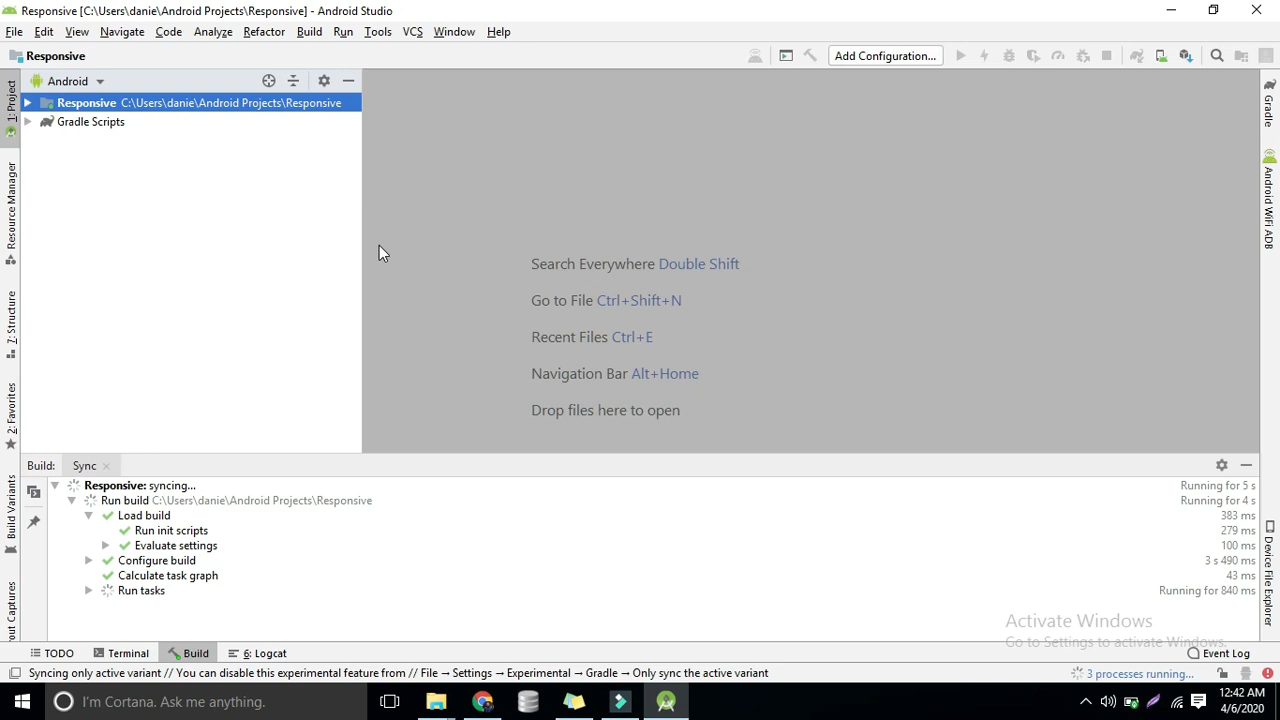 Responsive [C:\Users\danie\Android Projects\Responsive] - Android Studio
File Edit View Navigate Code Analyze Refactor Build Run Tools VCS Window Help
Responsive
Add Configuration...
Android
1: Project
Resource Manager
Z: Structure
2: Favorites
Build Variants
out Captures
Responsive C:\Users\danie\Android Projects\Responsive
Gradle Scripts
Search Everywhere Double Shift
Go to File Ctrl+Shift+N
Recent Files Ctrl+E
Navigation Bar Alt+Home
Drop files here to open
Gradle
Android WiFi ADB
Device File Explorer
Build: Sync
Responsive: syncing... Running for 5 s
Run build C:\Users\danie\Android Projects\Responsive Running for 4 s
Load build 383 ms
Run init scripts 279 ms
Evaluate settings 100 ms
Configure build 3 s 490 ms
Calculate task graph 43 ms
Run tasks Running for 840 ms
Activate Windows
Go to Settings to activate Windows.
TODO Terminal Build 6: Logcat Event Log
Syncing only active variant // You can disable this experimental feature from // File → Settings → Experimental → Gradle → Only sync the active variant 3 processes running...
I'm Cortana. Ask me anything.
12:42 AM
4/6/2020